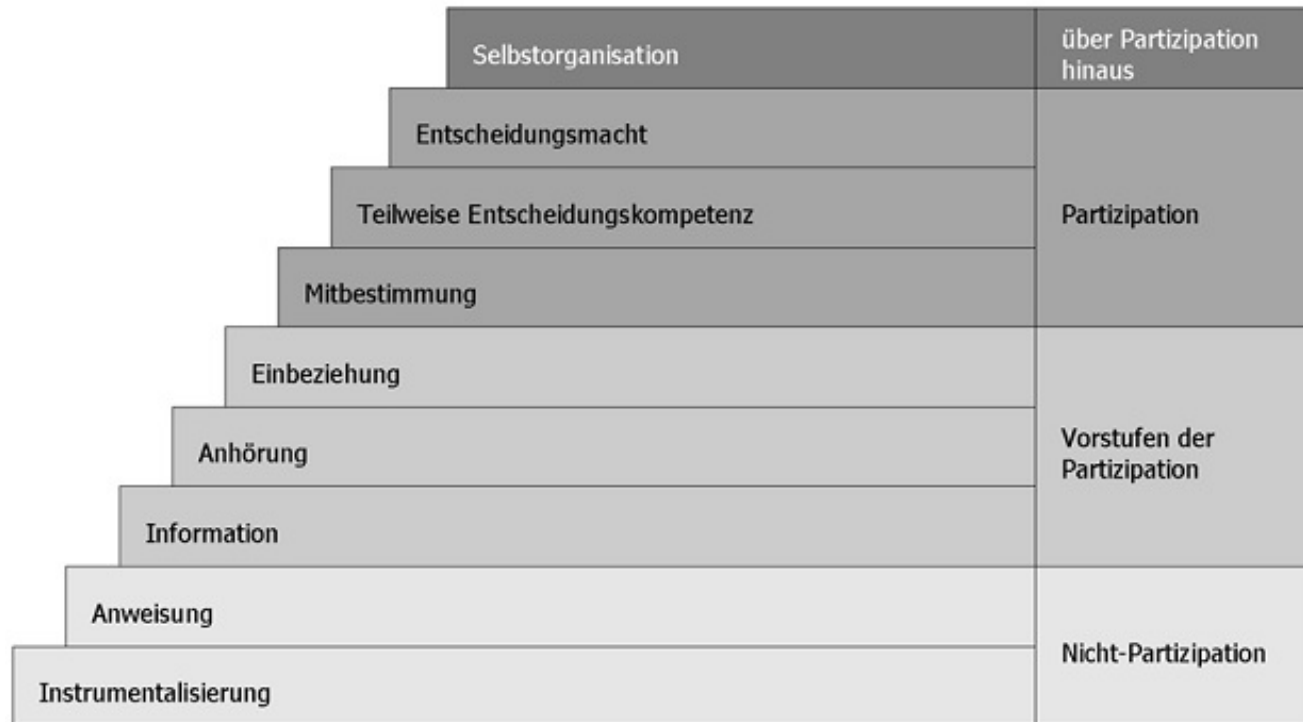 Selbstorganisation
über Partizipation
hinaus
Entscheidungsmacht
Teilweise Entscheidungskompetenz
Partizipation
Mitbestimmung
Einbeziehung
Anhörung
Vorstufen der
Partizipation
Information
Anweisung
Nicht-Partizipation
Instrumentalisierung